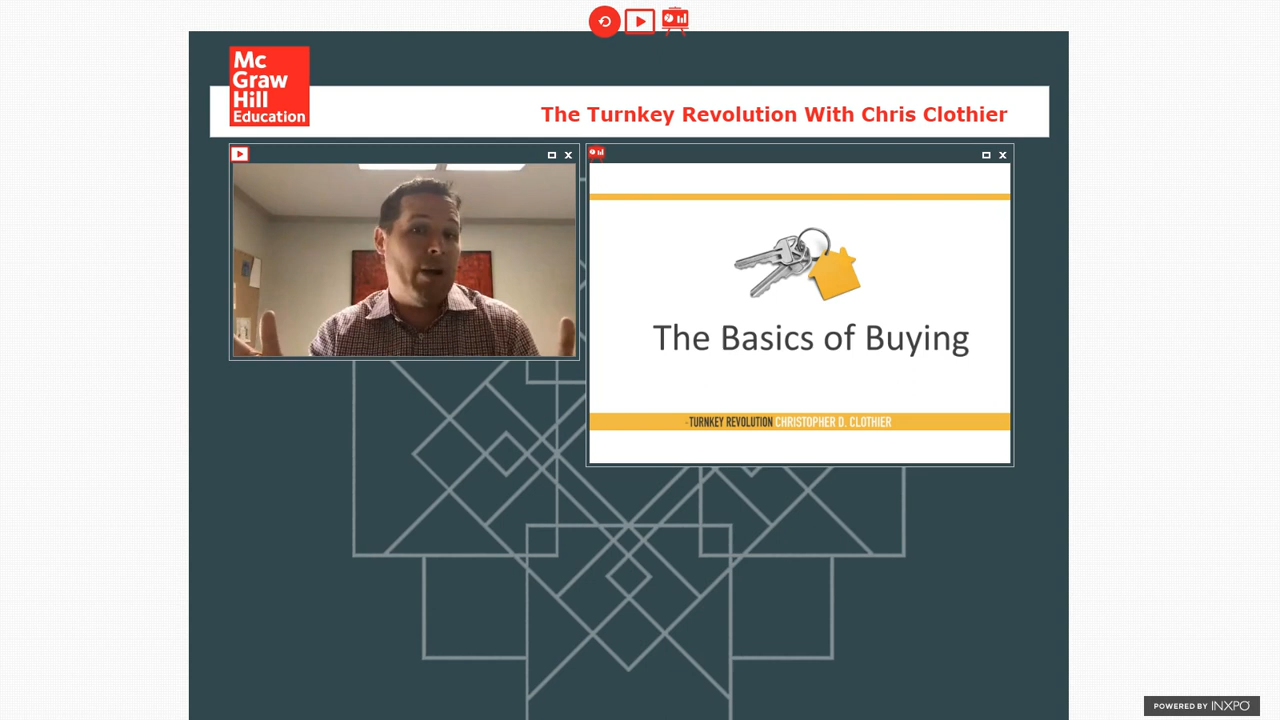 Mc
Graw
Hill
Education
The Turnkey Revolution With Chris Clothier
The Basics of Buying
- TURNKEY REVOLUTION CHRISTOPHER D. CLOTHIER
POWERED BY INXPO